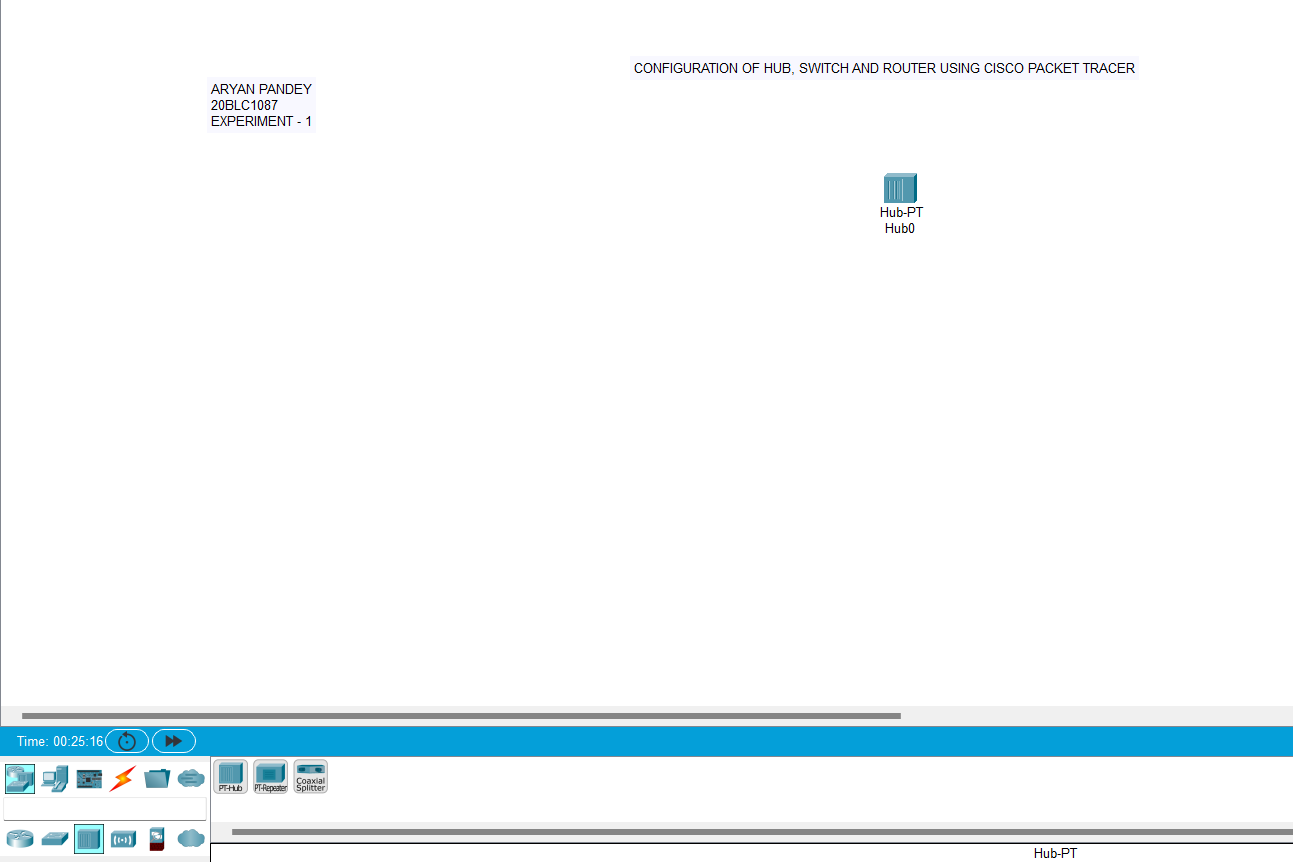 CONFIGURATION OF HUB, SWITCH AND ROUTER USING CISCO PACKET TRACER
ARYAN PANDEY
20BLC1087
EXPERIMENT - 1
Hub-PT
Hub0
Time: 00:25:16
PT-Hub
PT-Repeater
Coaxial
Splitter
Hub-PT